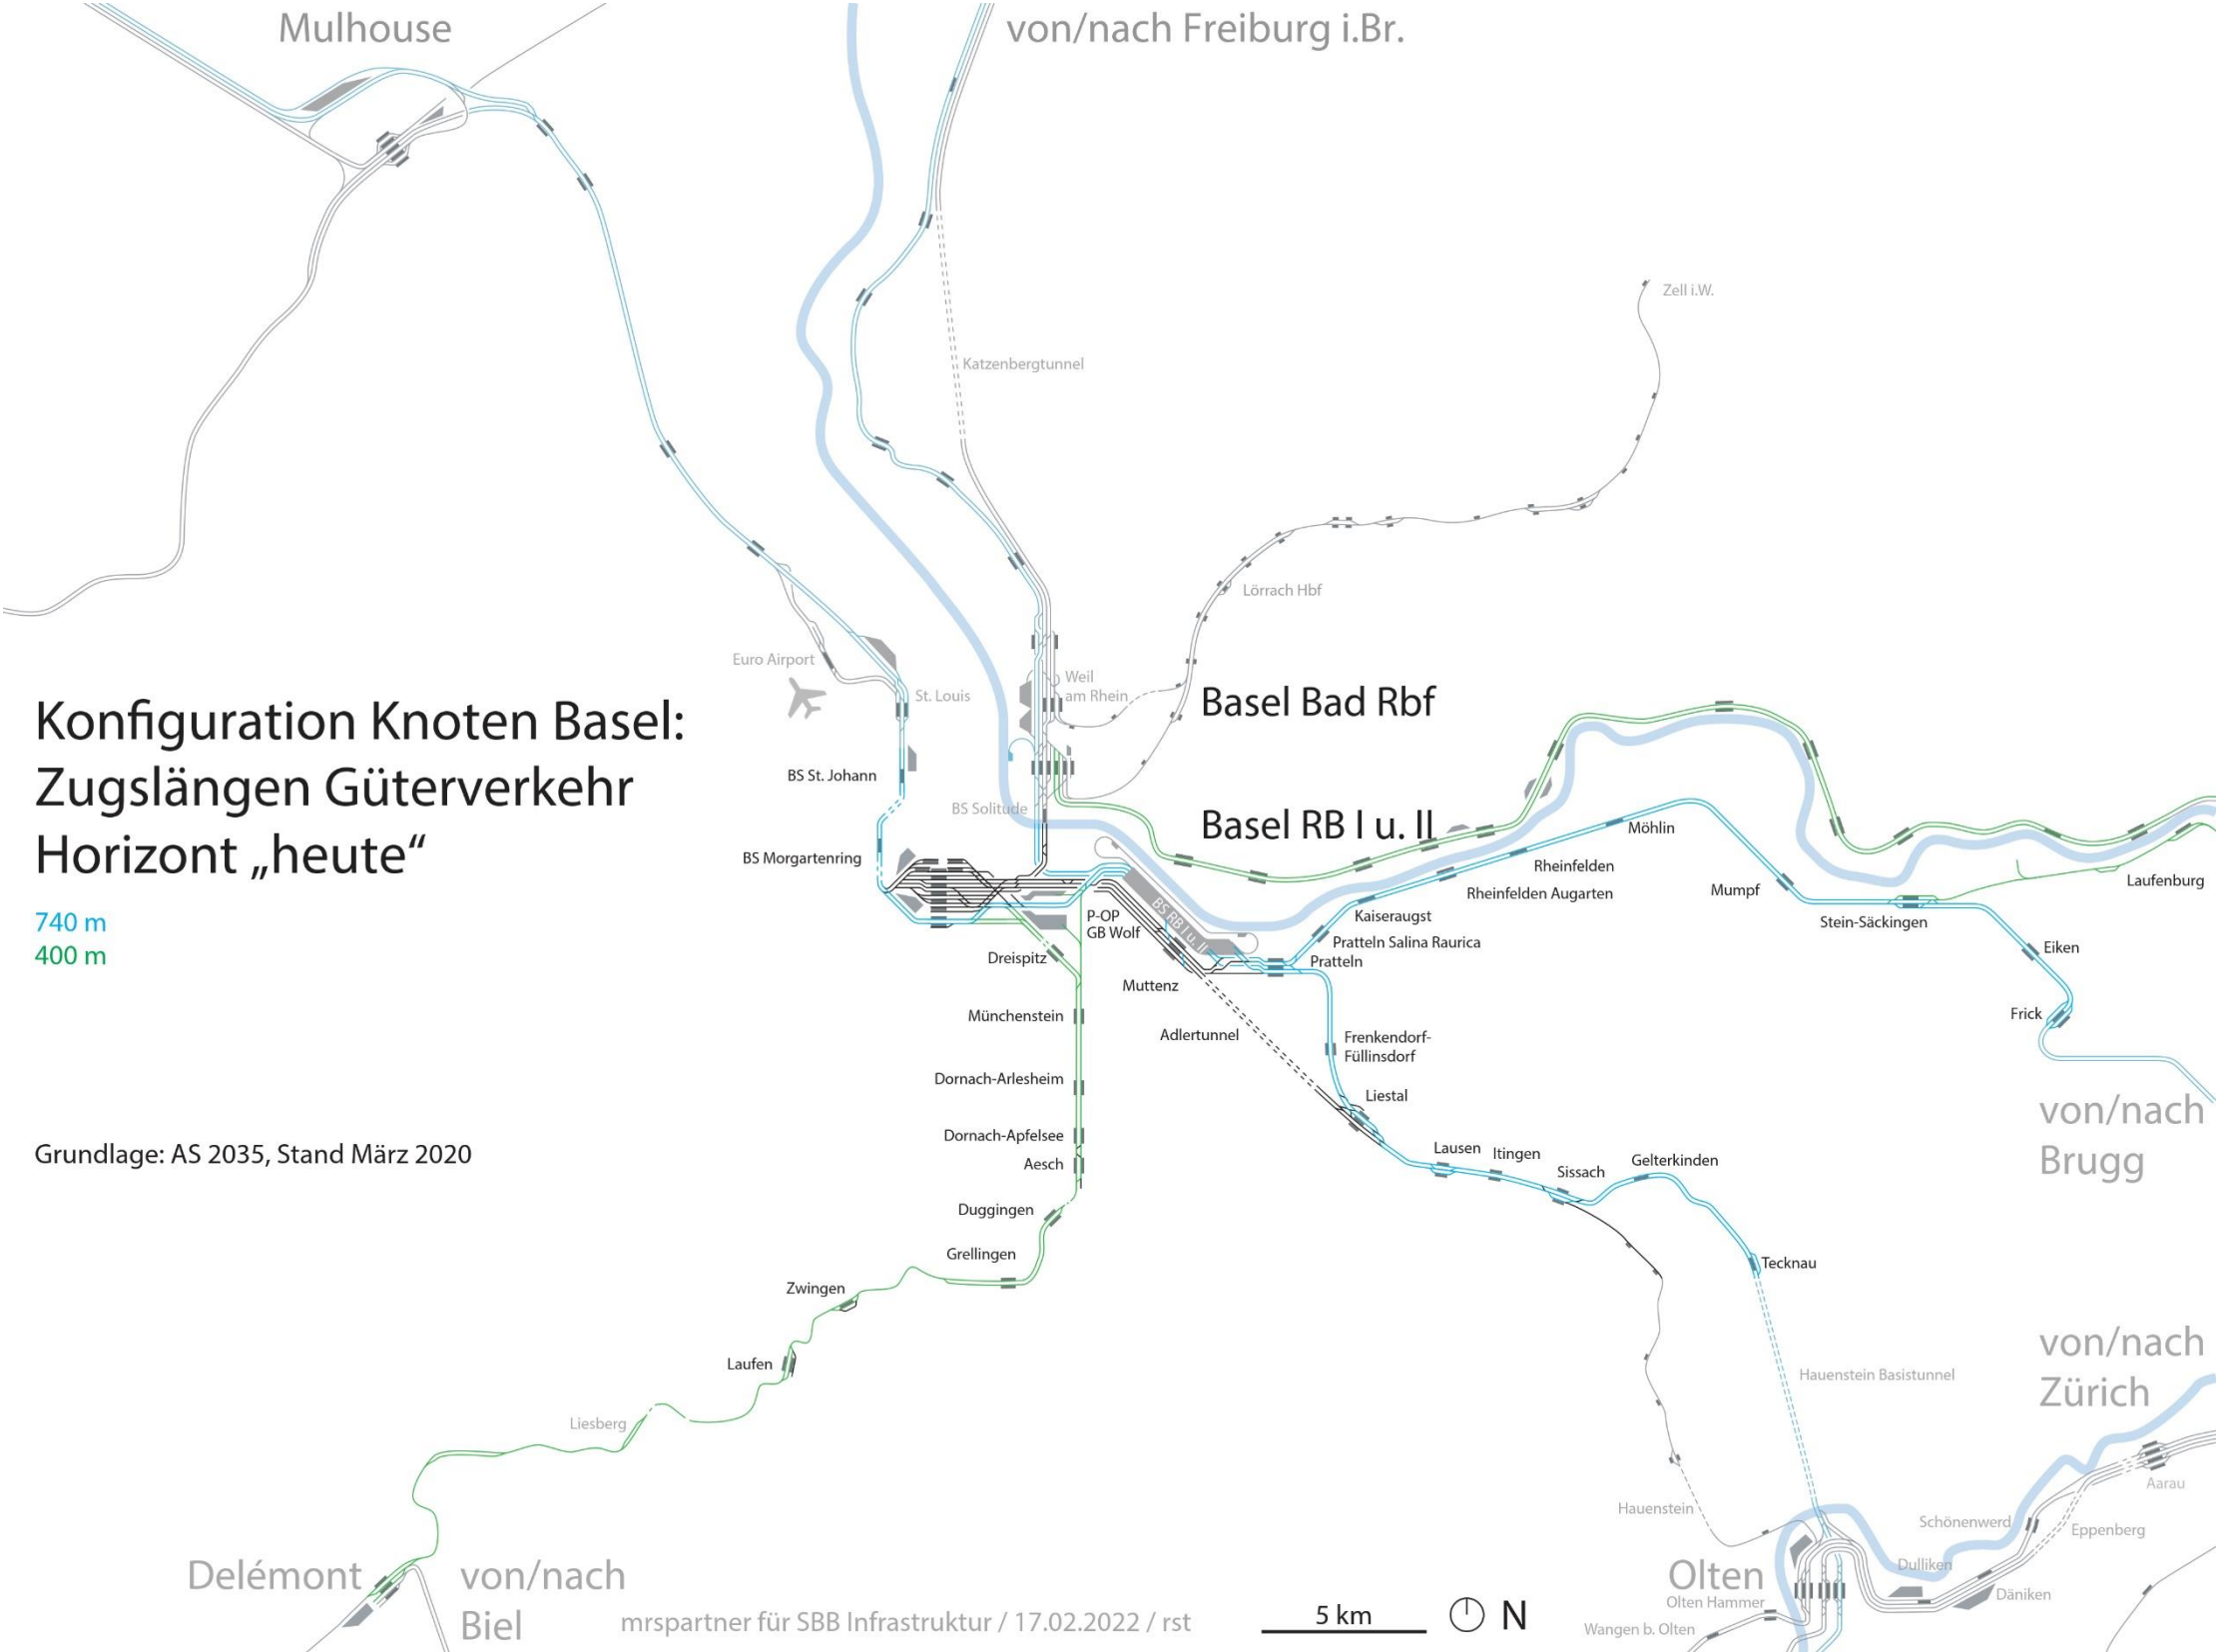 Mulhouse
von/nach Freiburg i.Br.
Zell i.W.
Katzenbergtunnel
Lörrach Hbf
Euro Airport
St. Louis
Weil
am Rhein
Basel Bad Rbf
Konfiguration Knoten Basel:
Zugslängen Güterverkehr
Horizont „heute“
740 m
400 m
BS St. Johann
BS Solitude
Basel RB I u. II
BS Morgartenring
Möhlin
Rheinfelden
Rheinfelden Augarten
Mumpf
Laufenburg
Stein-Säckingen
Kaiseraugst
P-OP
GB Wolf
BS RB I u. II
Pratteln Salina Raurica
Pratteln
Dreispitz
Muttenz
Eiken
Frick
Münchenstein
Adlertunnel
Frenkendorf-
Füllinsdorf
Dornach-Arlesheim
Liestal
von/nach
Brugg
Dornach-Apfelsee
Aesch
Grundlage: AS 2035, Stand März 2020
Lausen
Itingen
Sissach
Gelterkinden
Duggingen
Grellingen
Tecknau
Zwingen
Laufen
von/nach
Zürich
Hauenstein Basistunnel
Liesberg
Aarau
Hauenstein
Schönenwerd
Eppenberg
Delémont
von/nach
Biel
Olten
Olten Hammer
Dulliken
Däniken
Wangen b. Olten
mrspartner für SBB Infrastruktur / 17.02.2022 / rst
5 km
N